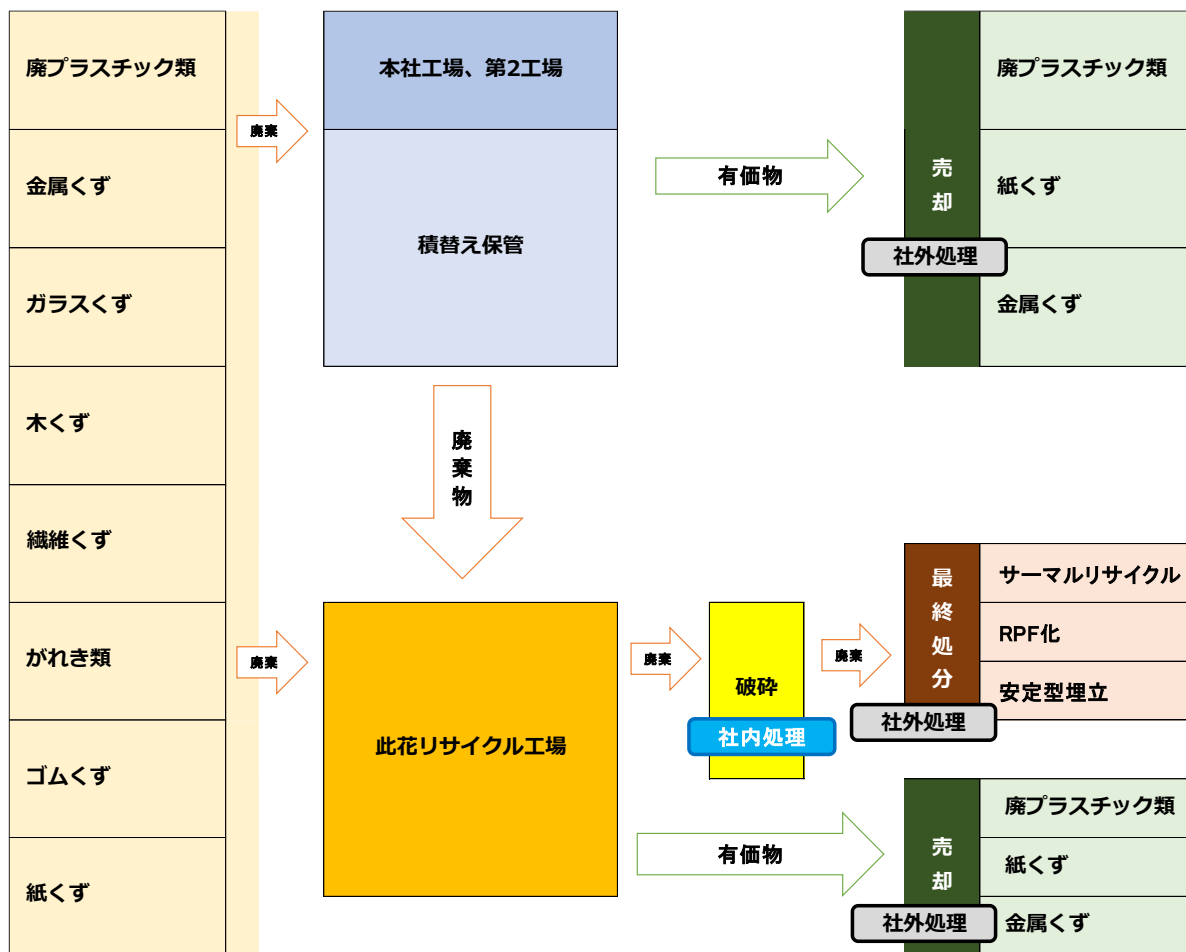 廃プラスチック類
金属くず
ガラスくず
木くず
繊維くず
がれき類
ゴムくず
紙くず
廃棄
本社工場、第2工場
積替え保管
有価物
売却
社外処理
廃プラスチック類
紙くず
金属くず
廃棄物
廃棄
此花リサイクル工場
廃棄
破砕
社内処理
廃棄
最終処分
社外処理
サーマルリサイクル
RPF化
安定型埋立
有価物
売却
社外処理
廃プラスチック類
紙くず
金属くず